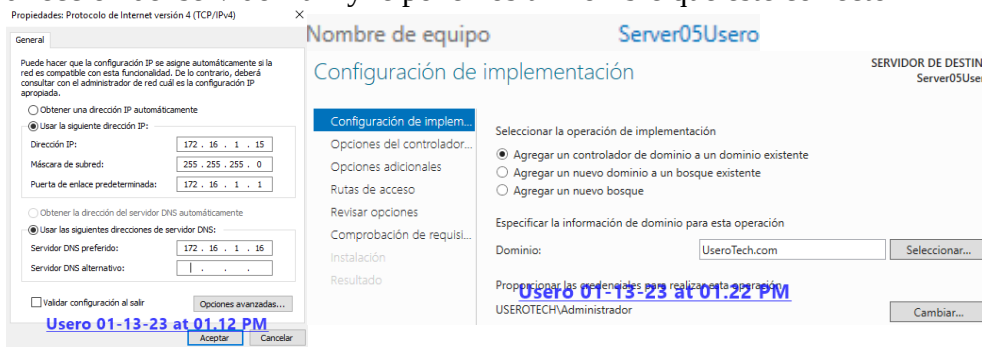 Propiedades: Protocolo de Internet versión 4 (TCP/IPv4)
General
Puede hacer que la configuración IP se asigne automáticamente si la
red es compatible con esta funcionalidad. De lo contrario, deberá
consultar con el administrador de red cuál es la configuración IP
apropiada.
Obtener una dirección IP automáticamente
Usar la siguiente dirección IP:
Dirección IP: 172 . 16 . 1 . 15
Máscara de subred: 255 . 255 . 255 . 0
Puerta de enlace predeterminada: 172 . 16 . 1 . 1
Obtener la dirección del servidor DNS automáticamente
Usar las siguientes direcciones de servidor DNS:
Servidor DNS preferido: 172 . 16 . 1 . 16
Servidor DNS alternativo: . . .
Validar configuración al salir
Opciones avanzadas...
Usero 01-13-23 at 01.12 PM
Aceptar Cancelar
Nombre de equipo Server05Usero
Configuración de implementación
SERVIDOR DE DESTIN
Server05User
Configuración de implem...
Opciones del controlador...
Opciones adicionales
Rutas de acceso
Revisar opciones
Comprobación de requisi...
Instalación
Resultado
Seleccionar la operación de implementación
Agregar un controlador de dominio a un dominio existente
Agregar un nuevo dominio a un bosque existente
Agregar un nuevo bosque
Especificar la información de dominio para esta operación
Dominio: UseroTech.com Seleccionar...
Proporcionar las credenciales para realizar esta operación
Usero 01-13-23 at 01.22 PM
USEROTECH\Administrador Cambiar...